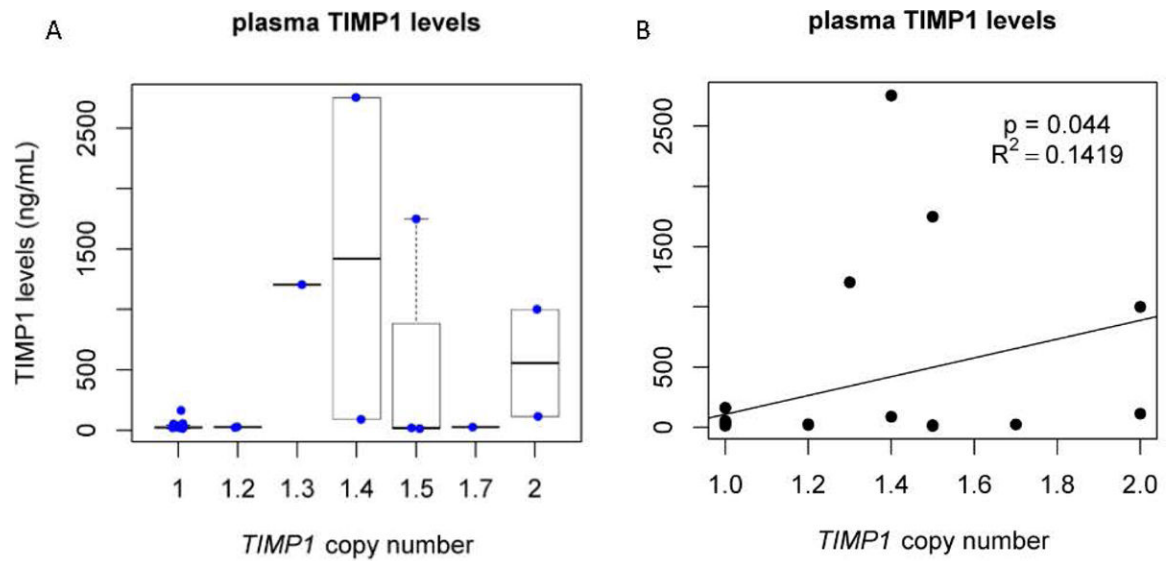 A
plasma TIMP1 levels
TIMP1 levels (ng/mL)
2500
1500
500
0
1 1.2 1.3 1.4 1.5 1.7 2
TIMP1 copy number
B
plasma TIMP1 levels
p = 0.044
R² = 0.1419
2500
1500
500
0
1.0 1.2 1.4 1.6 1.8 2.0
TIMP1 copy number